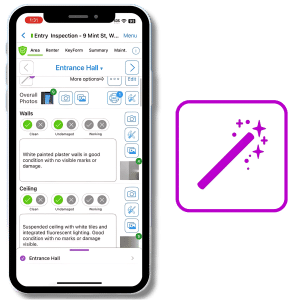 11:31
Entry Inspection - 9 Mint St, W... Menu
Area Renter KeyForm Summary Maint.
Entrance Hall
More options Edit
Overall
Photos:
Walls
Clean Undamaged Working
White painted plaster walls in good
condition with no visible marks or
damage.
Ceiling
Clean Undamaged Working
Suspended ceiling with white tiles and
integrated fluorescent lighting. Good
condition with no marks or damage
visible.
Entrance Hall